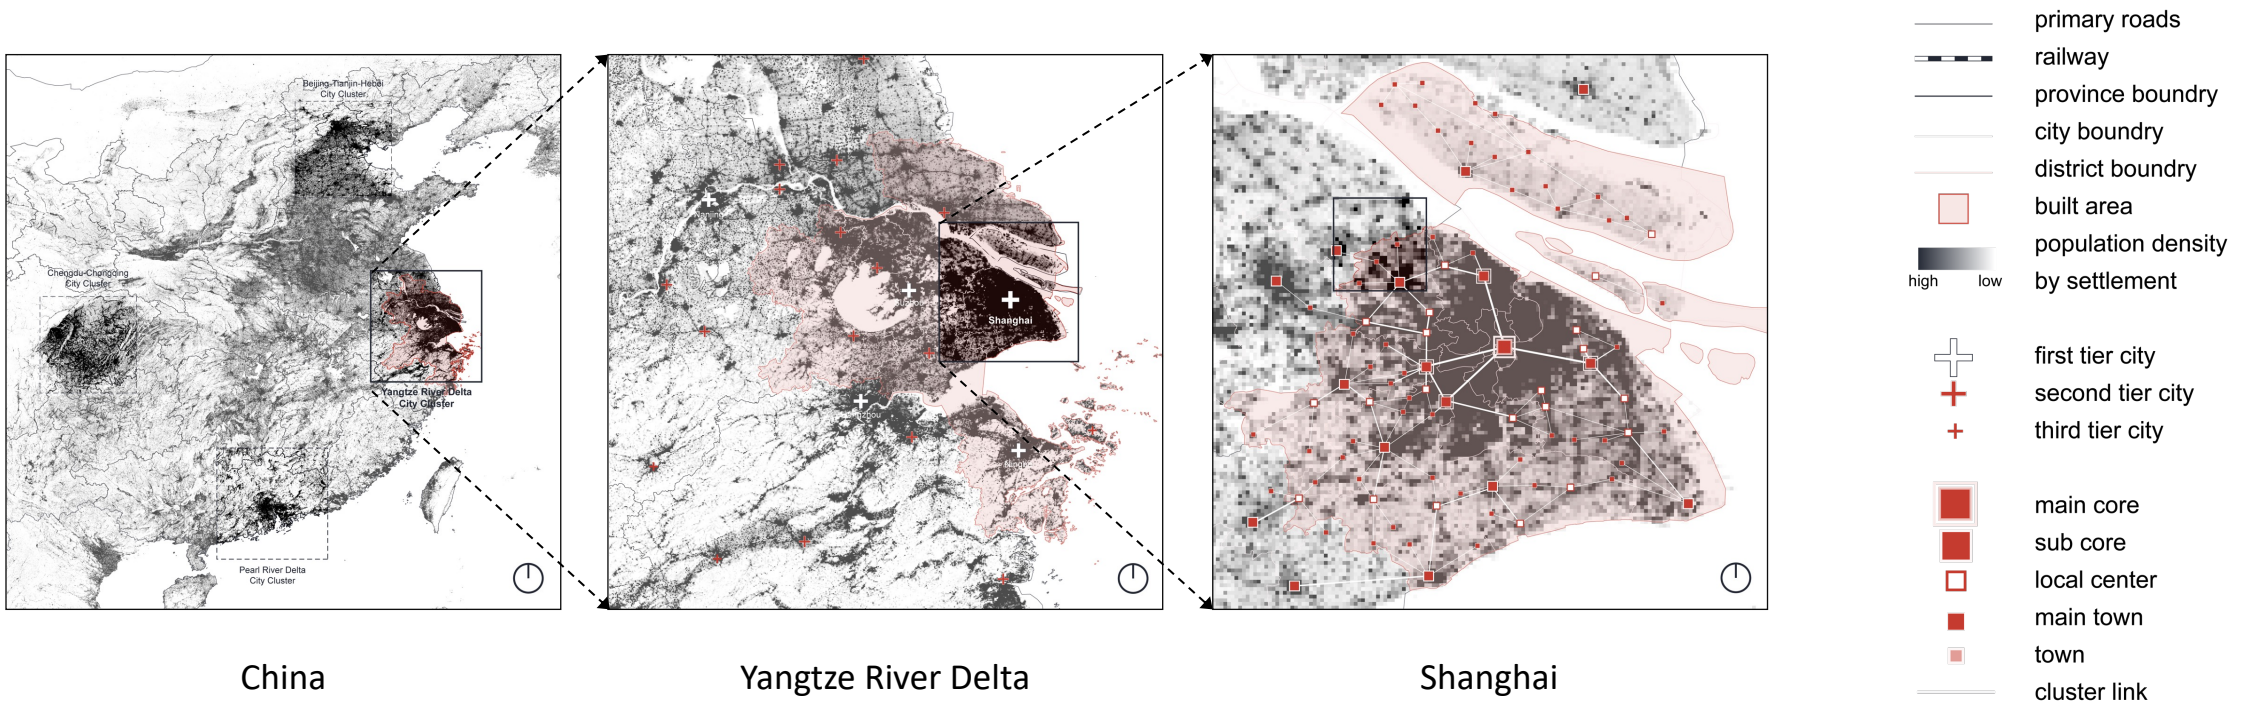 Beijing-Tianjin-Hebei
City Cluster
Chengdu-Chongqing
City Cluster
Yangtze River Delta
City Cluster
Pearl River Delta
City Cluster
Shanghai
China
Yangtze River Delta
Shanghai
primary roads
railway
province boundry
city boundry
district boundry
built area
population density
high low by settlement
first tier city
second tier city
third tier city
main core
sub core
local center
main town
town
cluster link